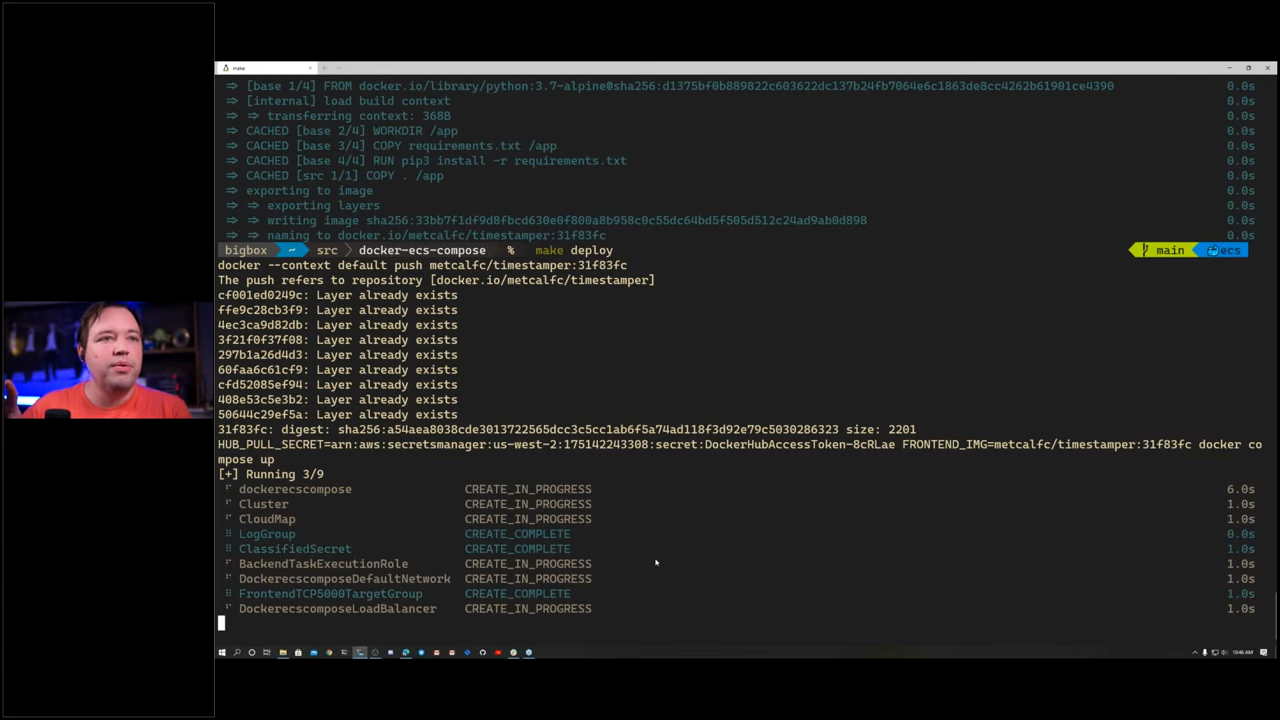 make
⇒ [base 1/4] FROM docker.io/library/python:3.7-alpine@sha256:d1375bf0b889822c603622dc137b24fb7064e6c1863de8cc4262b61901ce4390 0.0s
⇒ [internal] load build context 0.0s
⇒ ⇒ transferring context: 368B 0.0s
⇒ CACHED [base 2/4] WORKDIR /app 0.0s
⇒ CACHED [base 3/4] COPY requirements.txt /app 0.0s
⇒ CACHED [base 4/4] RUN pip3 install -r requirements.txt 0.0s
⇒ CACHED [src 1/1] COPY . /app 0.0s
⇒ exporting to image 0.0s
⇒ ⇒ exporting layers 0.0s
⇒ ⇒ writing image sha256:33bb7f1df9d8fbcd630e0f800a8b958c0c55dc64bd5f505d512c24ad9ab0d898 0.0s
⇒ ⇒ naming to docker.io/metcalfc/timestamper:31f83fc 0.0s
bigbox ~ src docker-ecs-compose % make deploy main ecs
docker --context default push metcalfc/timestamper:31f83fc
The push refers to repository [docker.io/metcalfc/timestamper]
cf001ed0249c: Layer already exists
ffe9c28cb3f9: Layer already exists
4ec3ca9d82db: Layer already exists
3f21f0f37f08: Layer already exists
297b1a26d4d3: Layer already exists
60faa6c61cf9: Layer already exists
cfd52085ef94: Layer already exists
408e53c5e3b2: Layer already exists
50644c29ef5a: Layer already exists
31f83fc: digest: sha256:a54aea8038cde3013722565dcc3c5cc1ab6f5a74ad118f3d92e79c5030286323 size: 2201
HUB_PULL_SECRET=arn:aws:secretsmanager:us-west-2:175142243308:secret:DockerHubAccessToken-8cRLae FRONTEND_IMG=metcalfc/timestamper:31f83fc docker co
mpose up
[+] Running 3/9
dockerecscompose CREATE_IN_PROGRESS 6.0s
Cluster CREATE_IN_PROGRESS 1.0s
CloudMap CREATE_IN_PROGRESS 1.0s
LogGroup CREATE_COMPLETE 0.0s
ClassifiedSecret CREATE_COMPLETE 1.0s
BackendTaskExecutionRole CREATE_IN_PROGRESS 1.0s
DockerecscomposeDefaultNetwork CREATE_IN_PROGRESS 1.0s
FrontendTCP5000TargetGroup CREATE_COMPLETE 1.0s
DockerecscomposeLoadBalancer CREATE_IN_PROGRESS 1.0s
10:46 AM